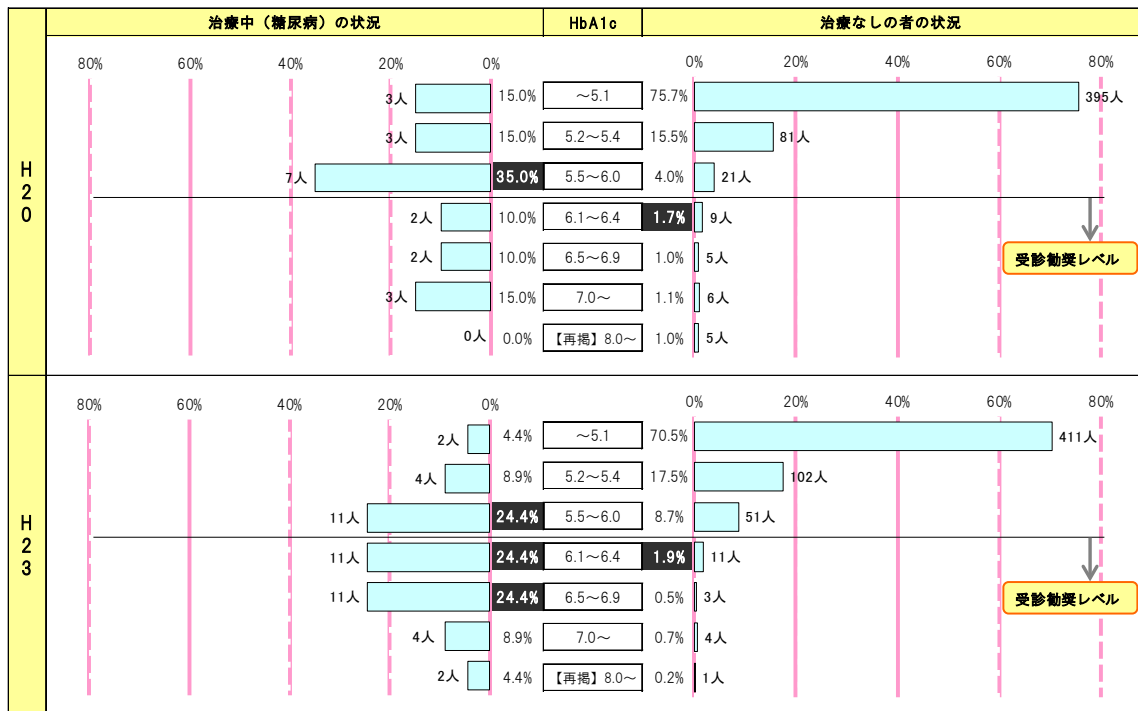 治療中（糖尿病）の状況 HbA1c 治療なしの者の状況
H20
80% 60% 40% 20% 0% 0% 20% 40% 60% 80%
3人 15.0% ～5.1 75.7% 395人
3人 15.0% 5.2～5.4 15.5% 81人
7人 35.0% 5.5～6.0 4.0% 21人
2人 10.0% 6.1～6.4 1.7% 9人
2人 10.0% 6.5～6.9 1.0% 5人 受診勧奨レベル
3人 15.0% 7.0～ 1.1% 6人
0人 0.0% 【再掲】8.0～ 1.0% 5人
H23
80% 60% 40% 20% 0% 0% 20% 40% 60% 80%
2人 4.4% ～5.1 70.5% 411人
4人 8.9% 5.2～5.4 17.5% 102人
11人 24.4% 5.5～6.0 8.7% 51人
11人 24.4% 6.1～6.4 1.9% 11人
11人 24.4% 6.5～6.9 0.5% 3人 受診勧奨レベル
4人 8.9% 7.0～ 0.7% 4人
2人 4.4% 【再掲】8.0～ 0.2% 1人